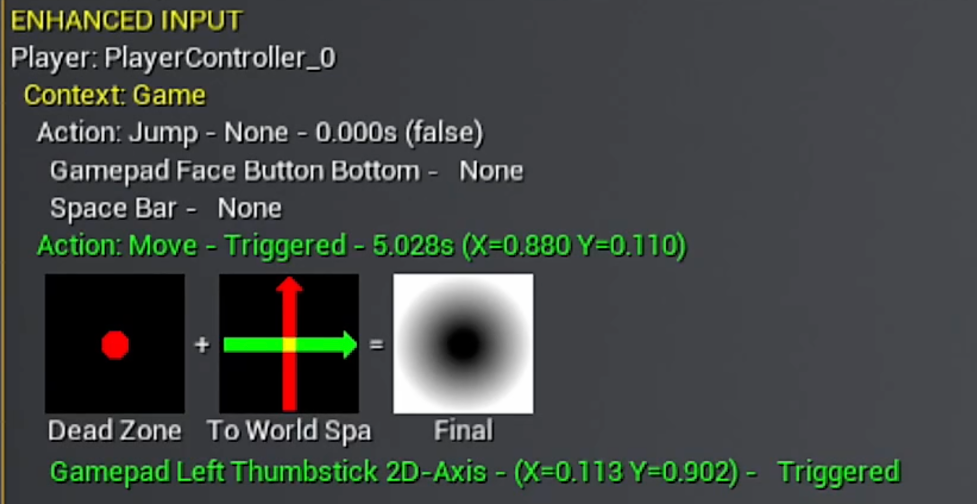 ENHANCED INPUT
Player: PlayerController_0
Context: Game
Action: Jump - None - 0.000s (false)
Gamepad Face Button Bottom - None
Space Bar - None
Action: Move - Triggered - 5.028s (X=0.880 Y=0.110)
+ =
Dead Zone To World Spa Final
Gamepad Left Thumbstick 2D-Axis - (X=0.113 Y=0.902) - Triggered